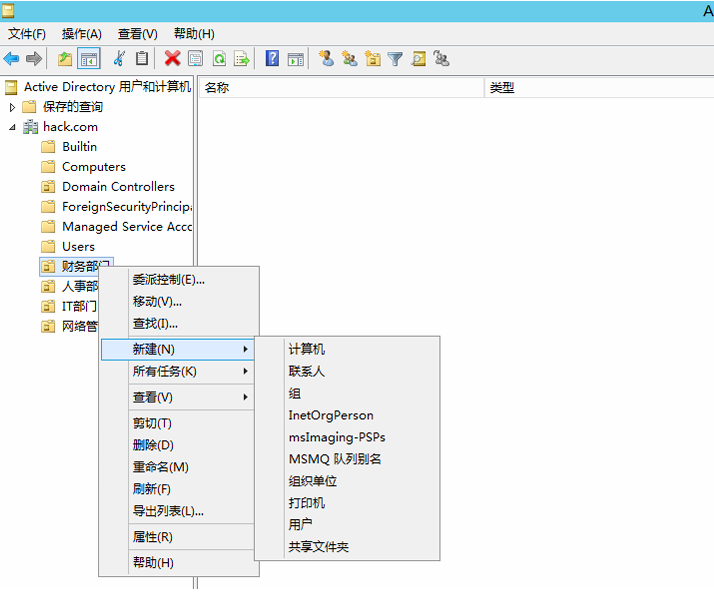 A
文件(F) 操作(A) 查看(V) 帮助(H)
Active Directory 用户和计算机
名称 类型
保存的查询
hack.com
Builtin
Computers
Domain Controllers
ForeignSecurityPrincipa
Managed Service Acco
Users
财务部门
人事部
IT部门
网络管
委派控制(E)...
移动(V)...
查找(I)...
新建(N)
所有任务(K)
查看(V)
剪切(T)
删除(D)
重命名(M)
刷新(F)
导出列表(L)...
属性(R)
帮助(H)
计算机
联系人
组
InetOrgPerson
msImaging-PSPs
MSMQ 队列别名
组织单位
打印机
用户
共享文件夹